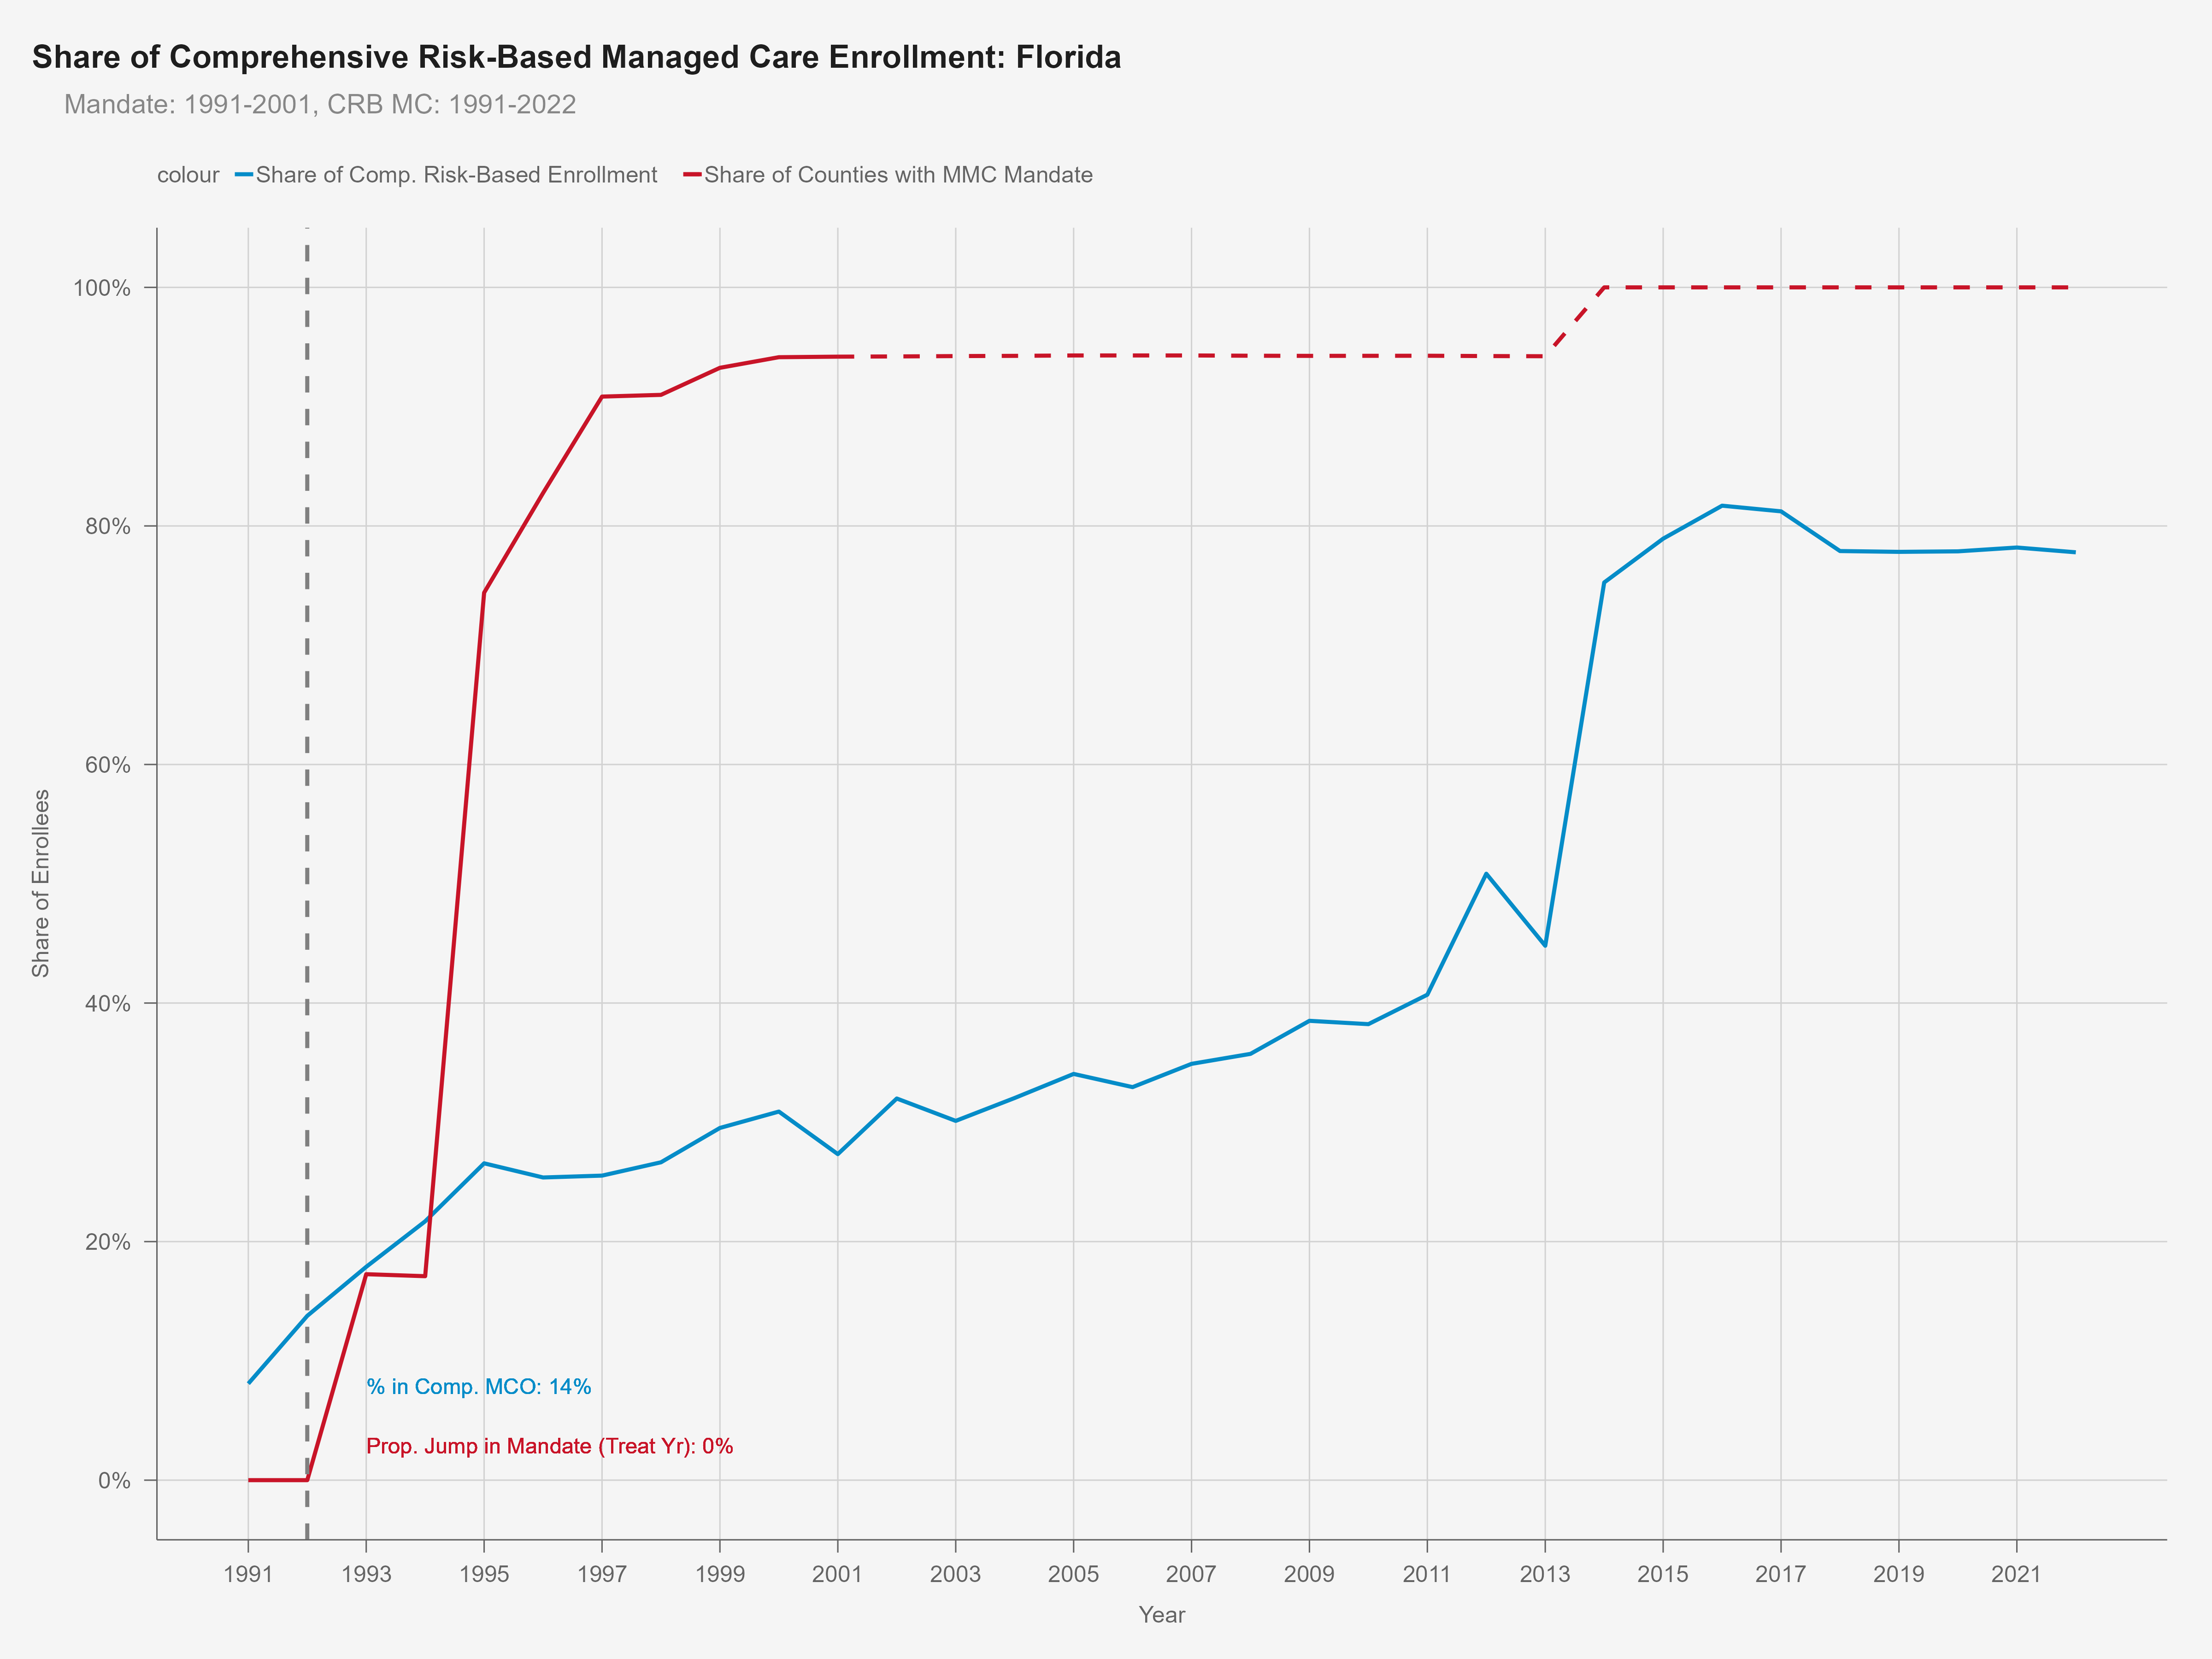 Share of Comprehensive Risk-Based Managed Care Enrollment: Florida
Mandate: 1991-2001, CRB MC: 1991-2022
colour Share of Comp. Risk-Based Enrollment Share of Counties with MMC Mandate
100%
80%
60%
40%
20%
0%
Share of Enrollees
% in Comp. MCO: 14%
Prop. Jump in Mandate (Treat Yr): 0%
1991 1993 1995 1997 1999 2001 2003 2005 2007 2009 2011 2013 2015 2017 2019 2021
Year